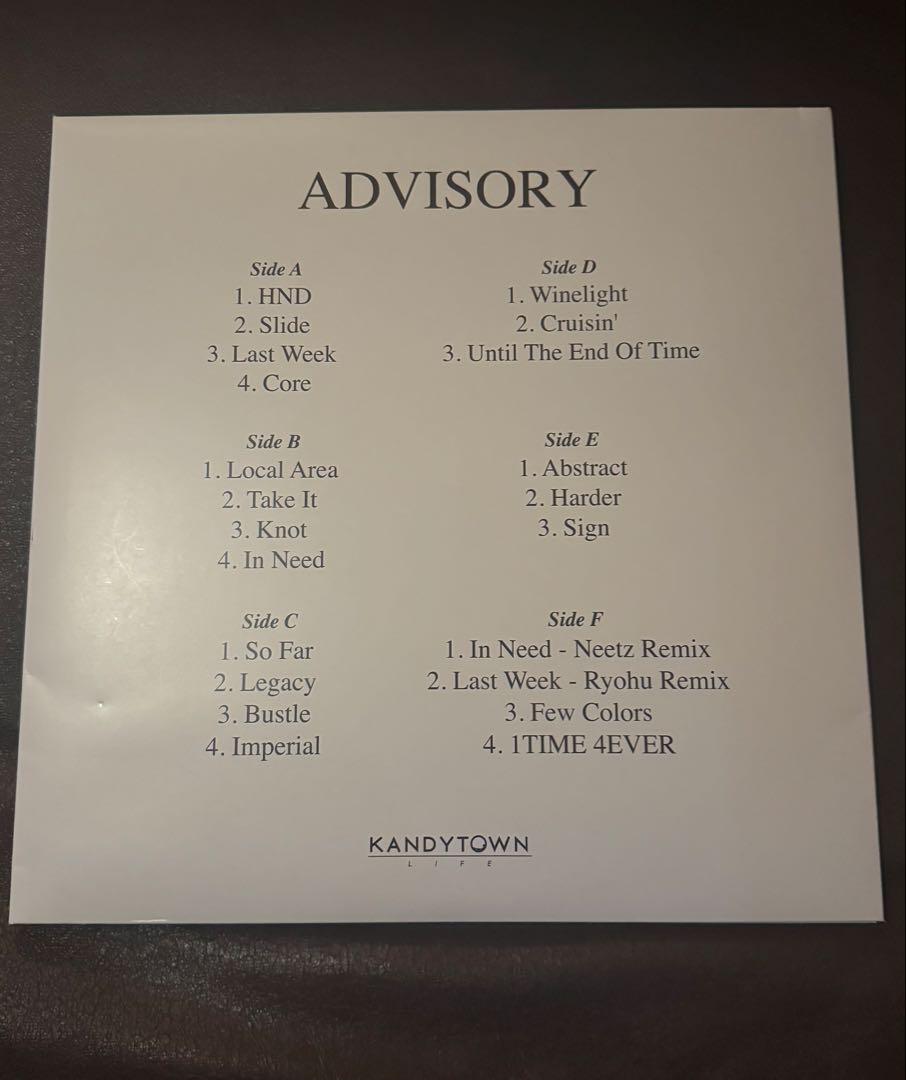 ADVISORY
Side A
1. HND
2. Slide
3. Last Week
4. Core
Side B
1. Local Area
2. Take It
3. Knot
4. In Need
Side C
1. So Far
2. Legacy
3. Bustle
4. Imperial
Side D
1. Winelight
2. Cruisin'
3. Until The End Of Time
Side E
1. Abstract
2. Harder
3. Sign
Side F
1. In Need - Neetz Remix
2. Last Week - Ryohu Remix
3. Few Colors
4. 1TIME 4EVER
KANDYTOWN
LIFE